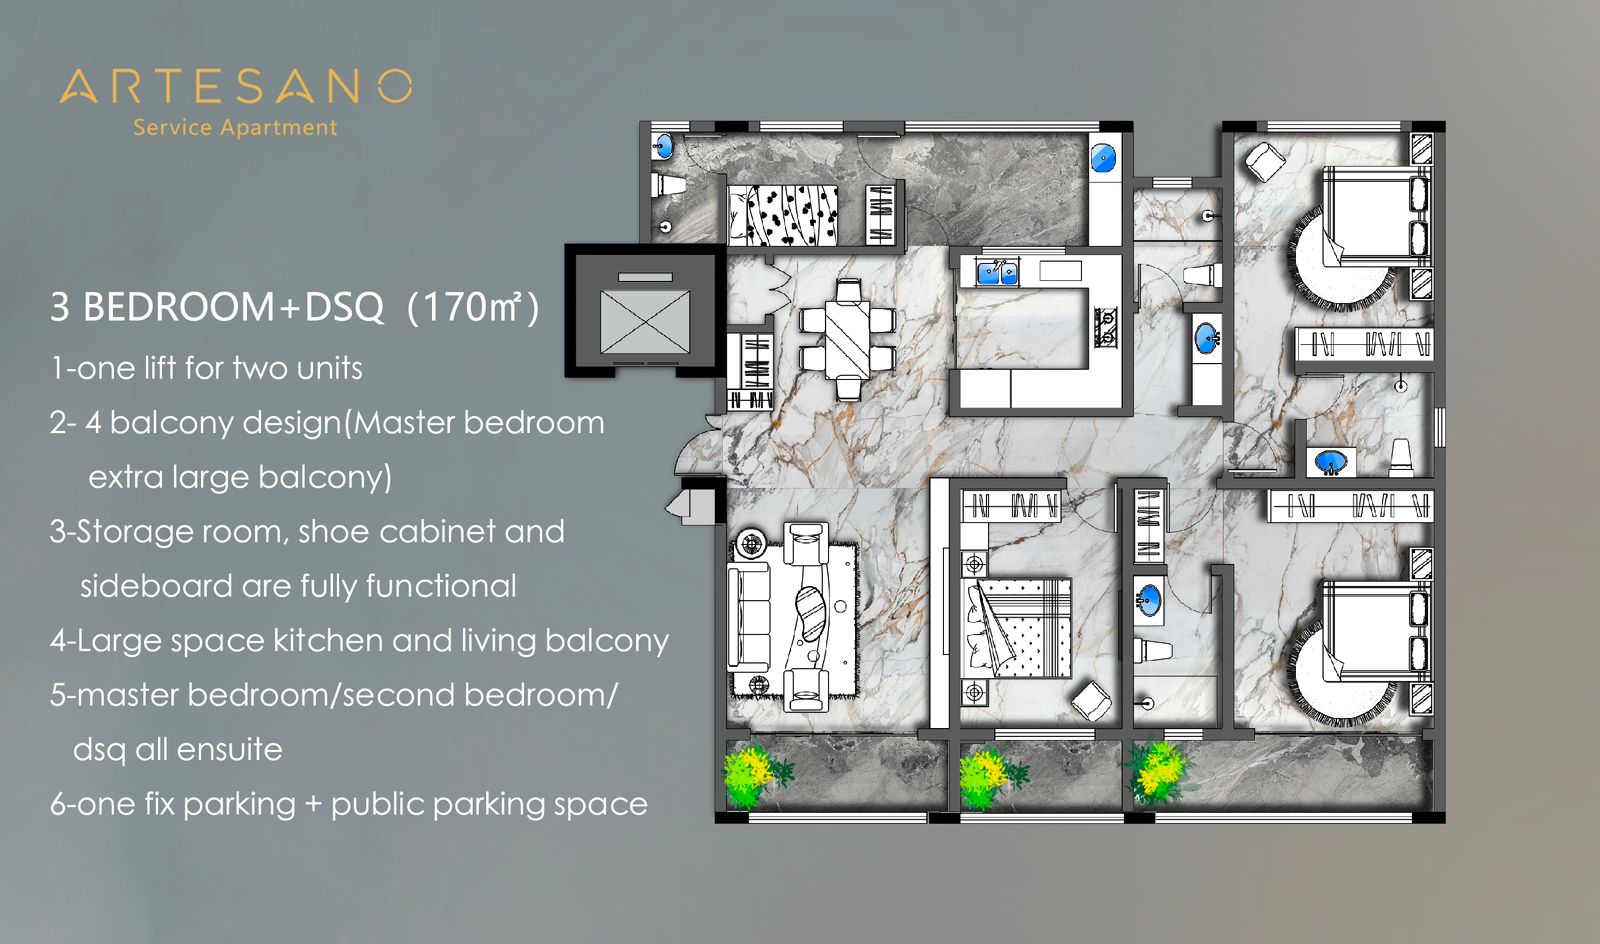 ARTESANO
Service Apartment
3 BEDROOM+DSQ (170㎡)
1-one lift for two units
2- 4 balcony design(Master bedroom
extra large balcony)
3-Storage room, shoe cabinet and
sideboard are fully functional
4-Large space kitchen and living balcony
5-master bedroom/second bedroom/
dsq all ensuite
6-one fix parking + public parking space